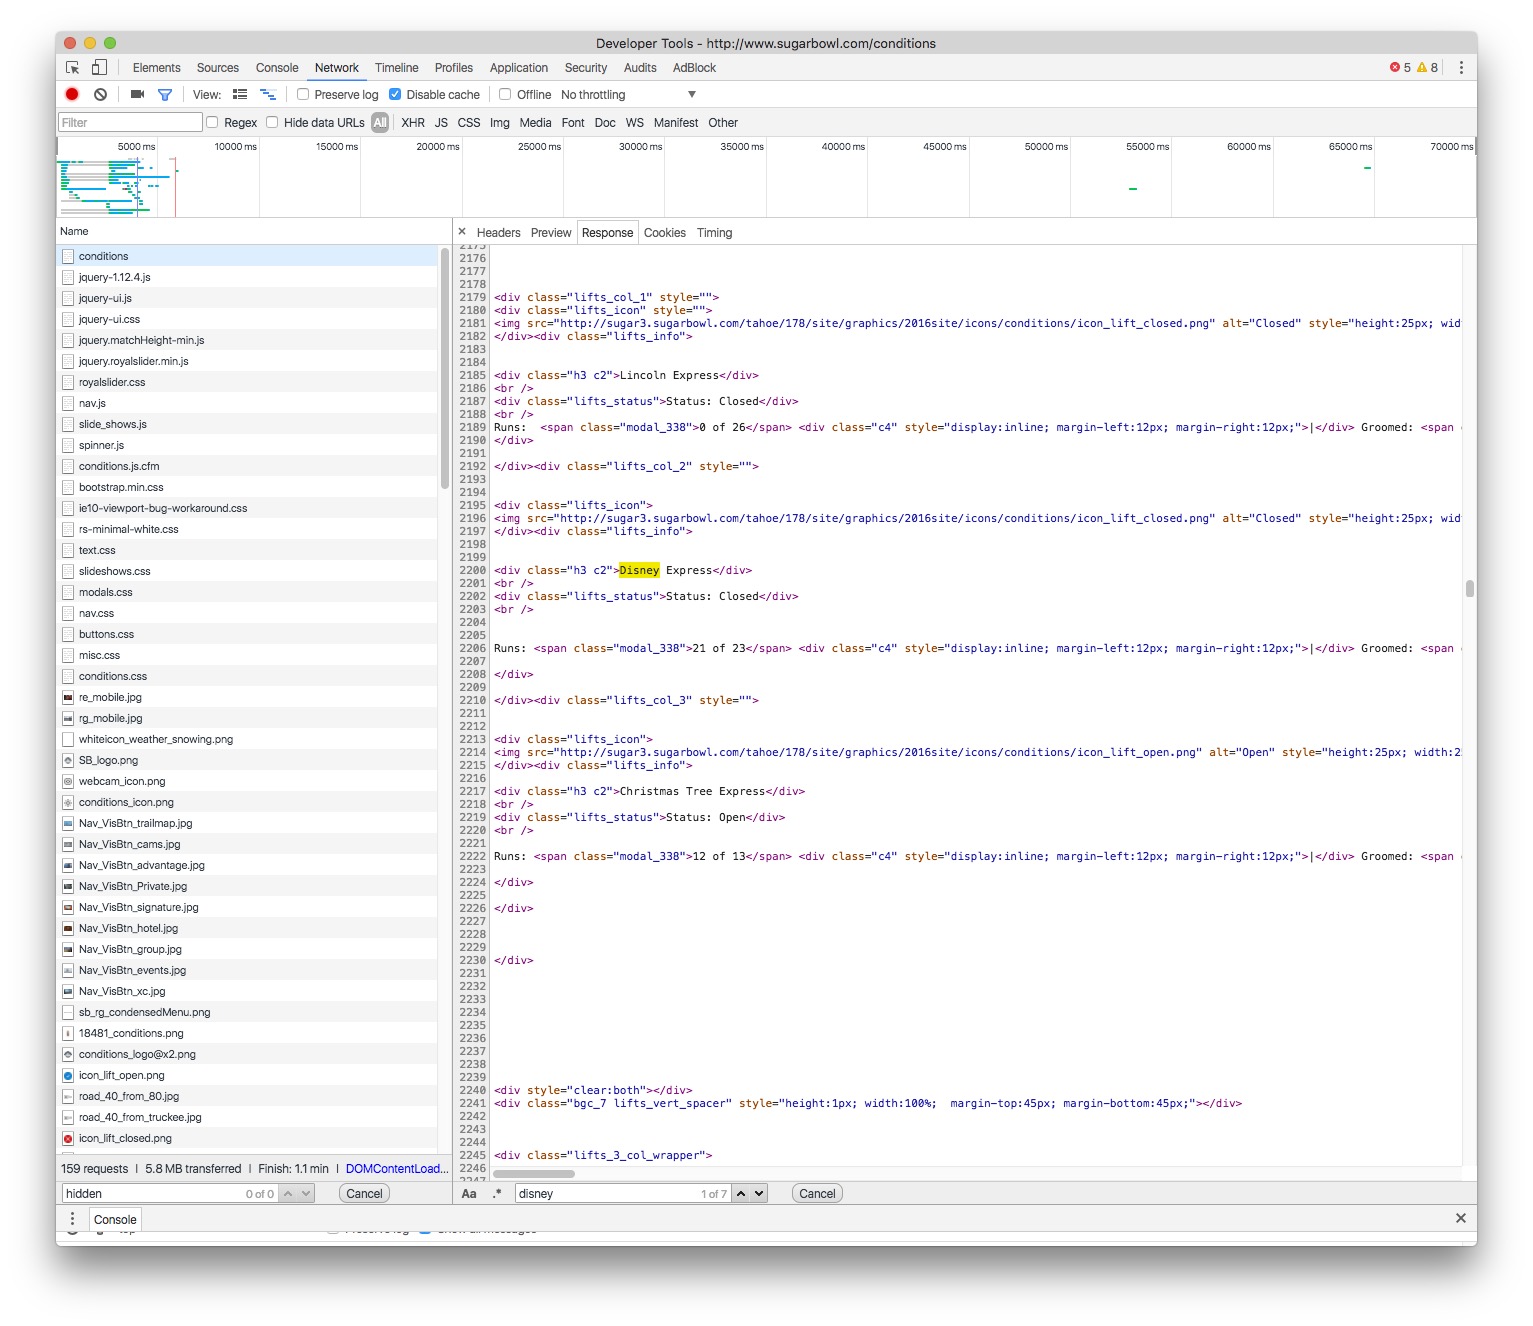 Developer Tools - http://www.sugarbowl.com/conditions
Elements Sources Console Network Timeline Profiles Application Security Audits AdBlock 5 8
View: Preserve log Disable cache Offline No throttling
Filter Regex Hide data URLs All XHR JS CSS Img Media Font Doc WS Manifest Other
5000 ms 10000 ms 15000 ms 20000 ms 25000 ms 30000 ms 35000 ms 40000 ms 45000 ms 50000 ms 55000 ms 60000 ms 65000 ms 70000 ms
Name
conditions
jquery-1.12.4.js
jquery-ui.js
jquery-ui.css
jquery.matchHeight-min.js
jquery.royalslider.min.js
royalslider.css
nav.js
slide_shows.js
spinner.js
conditions.js.cfm
bootstrap.min.css
ie10-viewport-bug-workaround.css
rs-minimal-white.css
text.css
slideshows.css
modals.css
nav.css
buttons.css
misc.css
conditions.css
re_mobile.jpg
rg_mobile.jpg
whiteicon_weather_snowing.png
SB_logo.png
webcam_icon.png
conditions_icon.png
Nav_VisBtn_trailmap.jpg
Nav_VisBtn_cams.jpg
Nav_VisBtn_advantage.jpg
Nav_VisBtn_Private.jpg
Nav_VisBtn_signature.jpg
Nav_VisBtn_hotel.jpg
Nav_VisBtn_group.jpg
Nav_VisBtn_events.jpg
Nav_VisBtn_xc.jpg
sb_rg_condensedMenu.png
18481_conditions.png
conditions_logo@x2.png
icon_lift_open.png
road_40_from_80.jpg
road_40_from_truckee.jpg
icon_lift_closed.png
159 requests | 5.8 MB transferred | Finish: 1.1 min | DOMContentLoad...
hidden 0 of 0 Cancel
× Headers Preview Response Cookies Timing
2175
2176
2177
2178
2179 <div class="lifts_col_1" style="">
2180 <div class="lifts_icon" style="">
2181 <img src="http://sugar3.sugarbowl.com/tahoe/178/site/graphics/2016site/icons/conditions/icon_lift_closed.png" alt="Closed" style="height:25px; wid
2182 </div><div class="lifts_info">
2183
2184
2185 <div class="h3 c2">Lincoln Express</div>
2186 <br />
2187 <div class="lifts_status">Status: Closed</div>
2188 <br />
2189 Runs:  <span class="modal_338">0 of 26</span> <div class="c4" style="display:inline; margin-left:12px; margin-right:12px;">|</div> Groomed: <span
2190 </div>
2191
2192 </div><div class="lifts_col_2" style="">
2193
2194
2195 <div class="lifts_icon">
2196 <img src="http://sugar3.sugarbowl.com/tahoe/178/site/graphics/2016site/icons/conditions/icon_lift_closed.png" alt="Closed" style="height:25px; wid
2197 </div><div class="lifts_info">
2198
2199
2200 <div class="h3 c2">Disney Express</div>
2201 <br />
2202 <div class="lifts_status">Status: Closed</div>
2203 <br />
2204
2205
2206 Runs: <span class="modal_338">21 of 23</span> <div class="c4" style="display:inline; margin-left:12px; margin-right:12px;">|</div> Groomed: <span
2207
2208 </div>
2209
2210 </div><div class="lifts_col_3" style="">
2211
2212
2213 <div class="lifts_icon">
2214 <img src="http://sugar3.sugarbowl.com/tahoe/178/site/graphics/2016site/icons/conditions/icon_lift_open.png" alt="Open" style="height:25px; width:2
2215 </div><div class="lifts_info">
2216
2217 <div class="h3 c2">Christmas Tree Express</div>
2218 <br />
2219 <div class="lifts_status">Status: Open</div>
2220 <br />
2221
2222 Runs: <span class="modal_338">12 of 13</span> <div class="c4" style="display:inline; margin-left:12px; margin-right:12px;">|</div> Groomed: <span
2223
2224 </div>
2225
2226 </div>
2227
2228
2229
2230 </div>
2231
2232
2233
2234
2235
2236
2237
2238
2239
2240 <div style="clear:both"></div>
2241 <div class="bgc_7 lifts_vert_spacer" style="height:1px; width:100%;  margin-top:45px; margin-bottom:45px;"></div>
2242
2243
2244
2245 <div class="lifts_3_col_wrapper">
2246
2247
Aa .* disney 1 of 7 Cancel
Console